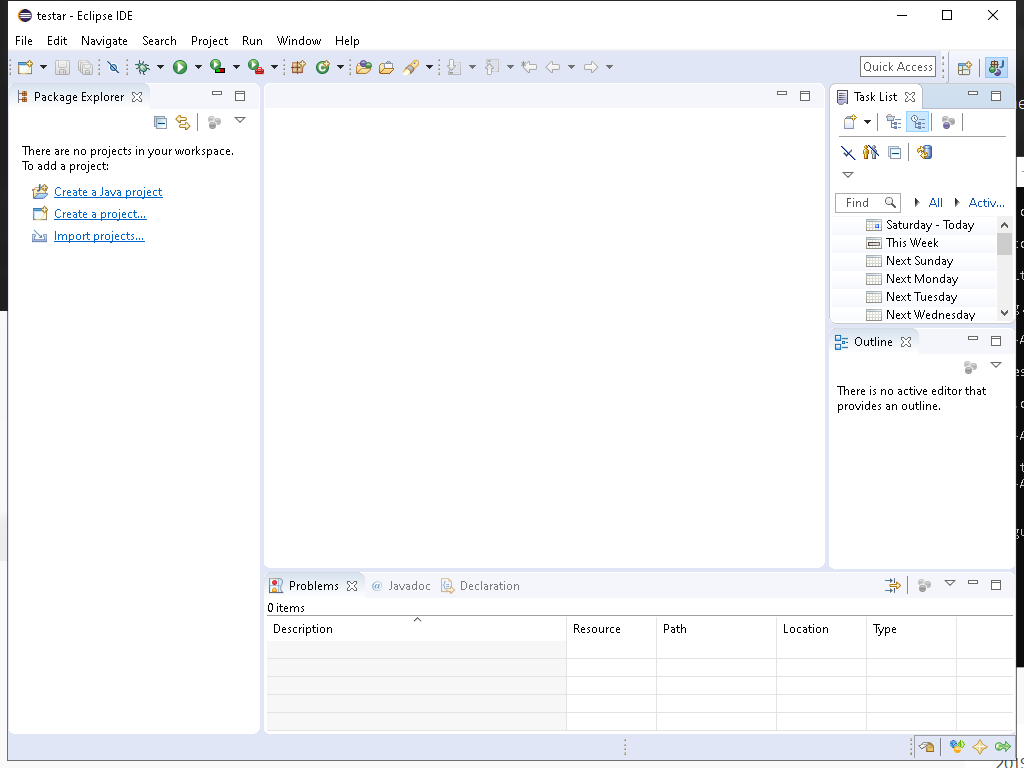 testar - Eclipse IDE
File Edit Navigate Search Project Run Window Help
Quick Access
Package Explorer
There are no projects in your workspace.
To add a project:
Create a Java project
Create a project...
Import projects...
Task List
Find All Activ...
Saturday - Today
This Week
Next Sunday
Next Monday
Next Tuesday
Next Wednesday
Outline
There is no active editor that
provides an outline.
Problems @ Javadoc Declaration
0 items
Description Resource Path Location Type